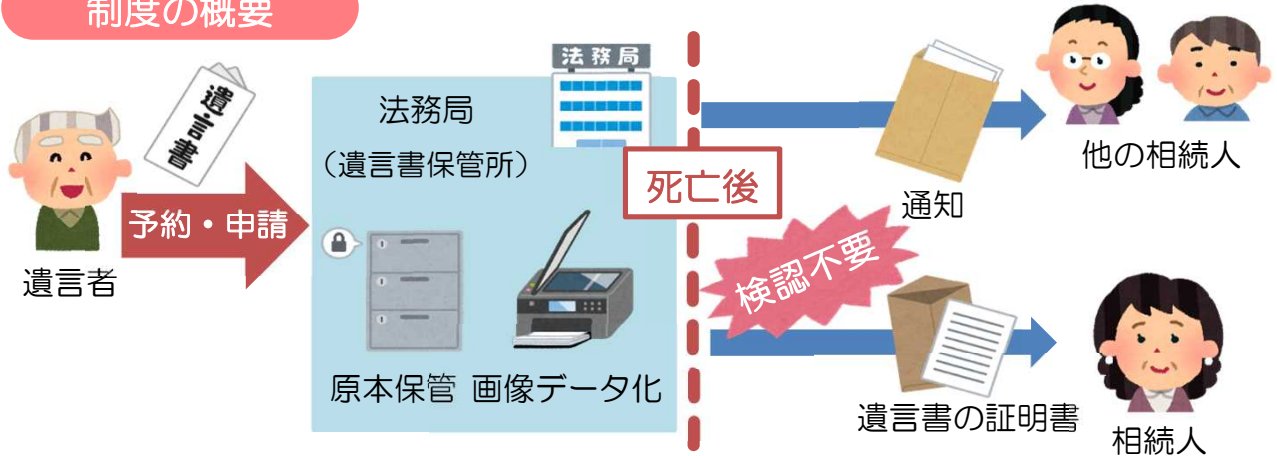 制度の概要
遺言書
予約・申請
遺言者
法務局
法務局
（遺言書保管所）
原本保管 画像データ化
死亡後
通知
他の相続人
検認不要
遺言書の証明書
相続人